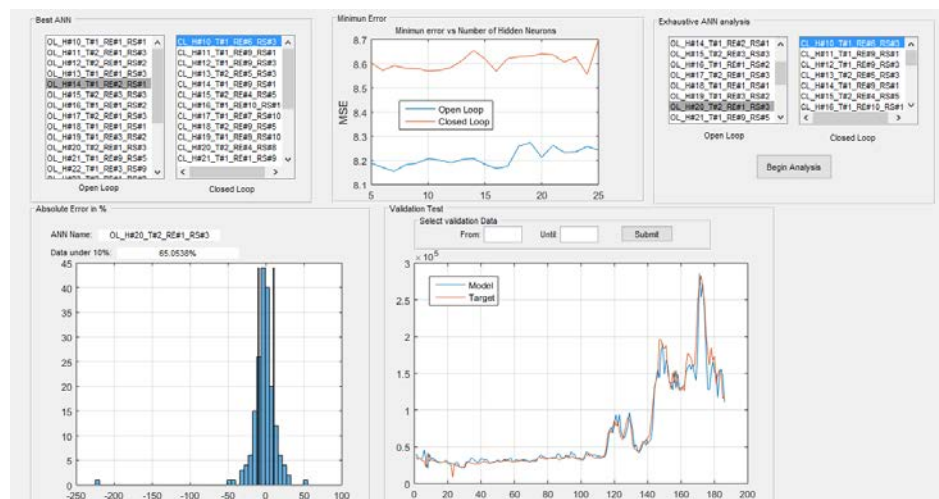 Best ANN
OL_H#10_T#1_RE#1_RS#1
OL_H#11_T#2_RE#1_RS#3
OL_H#12_T#1_RE#1_RS#2
OL_H#13_T#1_RE#1_RS#3
OL_H#14_T#1_RE#2_RS#1
OL_H#15_T#2_RE#3_RS#3
OL_H#16_T#1_RE#1_RS#2
OL_H#17_T#2_RE#1_RS#3
OL_H#18_T#1_RE#1_RS#1
OL_H#19_T#1_RE#3_RS#2
OL_H#20_T#2_RE#1_RS#3
OL_H#21_T#1_RE#9_RS#5
OL_H#22_T#1_RE#3_RS#9
Open Loop
CL_H#10_T#1_RE#6_RS#3
CL_H#11_T#1_RE#9_RS#1
CL_H#12_T#1_RE#9_RS#3
CL_H#13_T#2_RE#5_RS#3
CL_H#14_T#1_RE#9_RS#1
CL_H#15_T#2_RE#4_RS#5
CL_H#16_T#1_RE#10_RS#1
CL_H#17_T#2_RE#7_RS#10
CL_H#18_T#2_RE#9_RS#5
CL_H#19_T#1_RE#9_RS#10
CL_H#20_T#2_RE#4_RS#8
CL_H#21_T#1_RE#9_RS#1
Closed Loop
Minimun Error
Minimun error vs Number of Hidden Neurons
8.7
8.6
8.5
8.4
8.3
8.2
8.1
MSE
Open Loop
Closed Loop
5 10 15 20 25
Exhaustive ANN analysis
OL_H#14_T#1_RE#2_RS#1
OL_H#15_T#2_RE#3_RS#3
OL_H#16_T#1_RE#1_RS#2
OL_H#17_T#2_RE#1_RS#3
OL_H#18_T#1_RE#1_RS#1
OL_H#19_T#1_RE#3_RS#2
OL_H#20_T#2_RE#1_RS#3
OL_H#21_T#1_RE#9_RS#5
Open Loop
CL_H#10_T#1_RE#6_RS#3
CL_H#11_T#1_RE#9_RS#1
CL_H#12_T#1_RE#9_RS#3
CL_H#13_T#2_RE#5_RS#3
CL_H#14_T#1_RE#9_RS#1
CL_H#15_T#2_RE#4_RS#5
CL_H#16_T#1_RE#10_RS#1
Closed Loop
Begin Analysis
Absolute Error in %
ANN Name: OL_H#20_T#2_RE#1_RS#3
Data under 10%: 65.0538%
45
40
35
30
25
20
15
10
5
0
-250 -200 -150 -100 -50 0 50 100
Validation Test
Select validation Data
From Until Submit
× 10^5
3
2.5
2
1.5
1
0.5
0
Model
Target
0 20 40 60 80 100 120 140 160 180 200